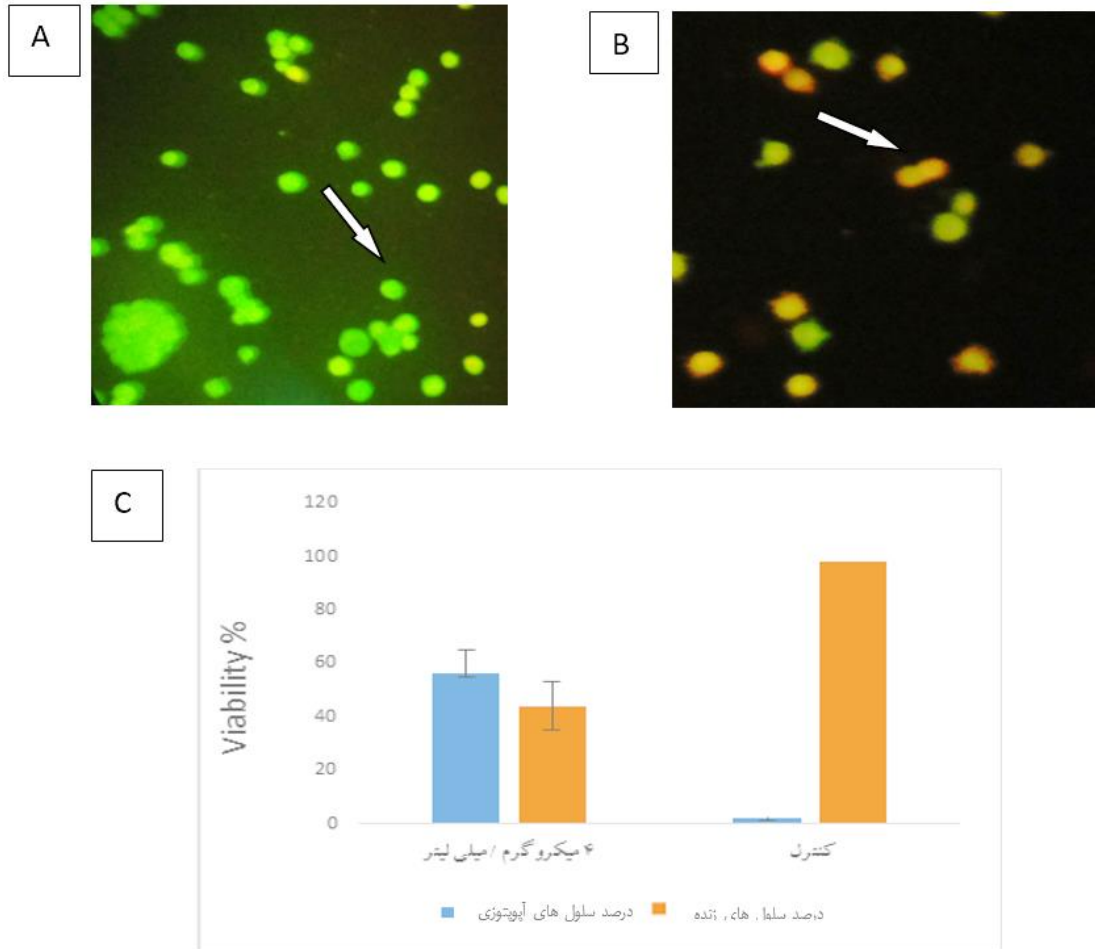 A
B
C
Viability %
120
100
80
60
40
20
0
۴ میکروگرم /میلی لیتر
کنترل
درصد سلول های آپوپتوزی
درصد سلول های زنده